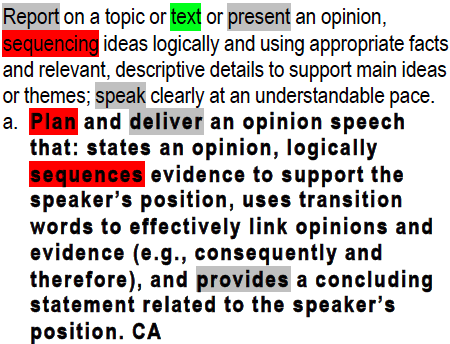 Report on a topic or text or present an opinion,
sequencing ideas logically and using appropriate facts
and relevant, descriptive details to support main ideas
or themes; speak clearly at an understandable pace.
a. Plan and deliver an opinion speech
that: states an opinion, logically
sequences evidence to support the
speaker's position, uses transition
words to effectively link opinions and
evidence (e.g., consequently and
therefore), and provides a concluding
statement related to the speaker's
position. CA